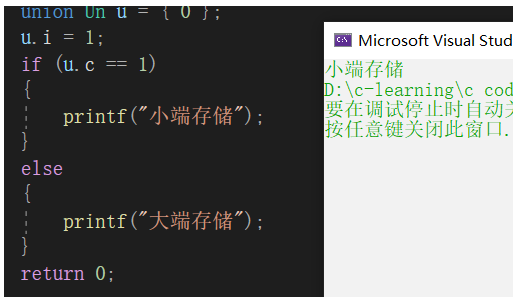 union Un u = { 0 };
u.i = 1;
if (u.c == 1)
{
printf("小端存储");
}
else
{
printf("大端存储");
}
return 0;
Microsoft Visual Stud
小端存储
D:\c-learning\c cod
要在调试停止时自动关
按任意键关闭此窗口.